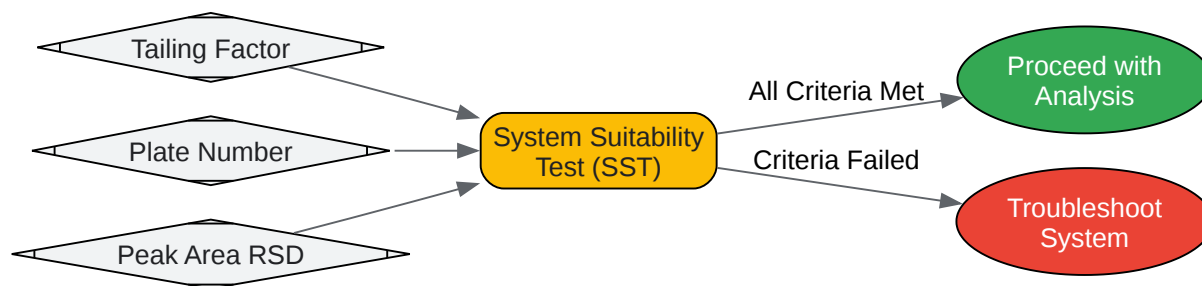 Tailing Factor
Plate Number
Peak Area RSD
System Suitability
Test (SST)
All Criteria Met
Criteria Failed
Proceed with
Analysis
Troubleshoot
System